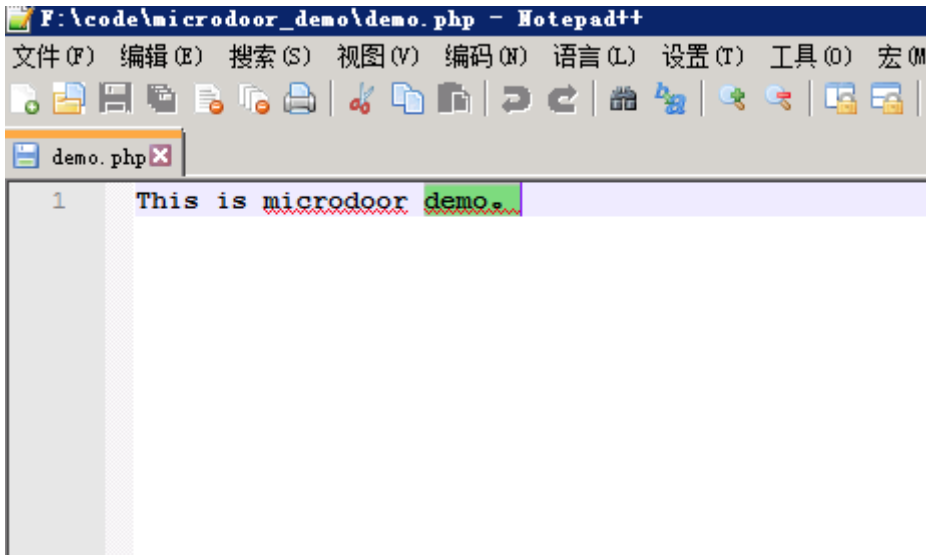 F:\code\microdoor_demo\demo.php - Notepad++
文件(F) 编辑(E) 搜索(S) 视图(V) 编码(N) 语言(L) 设置(T) 工具(O) 宏(M
demo.php
1 This is microdoor demo。